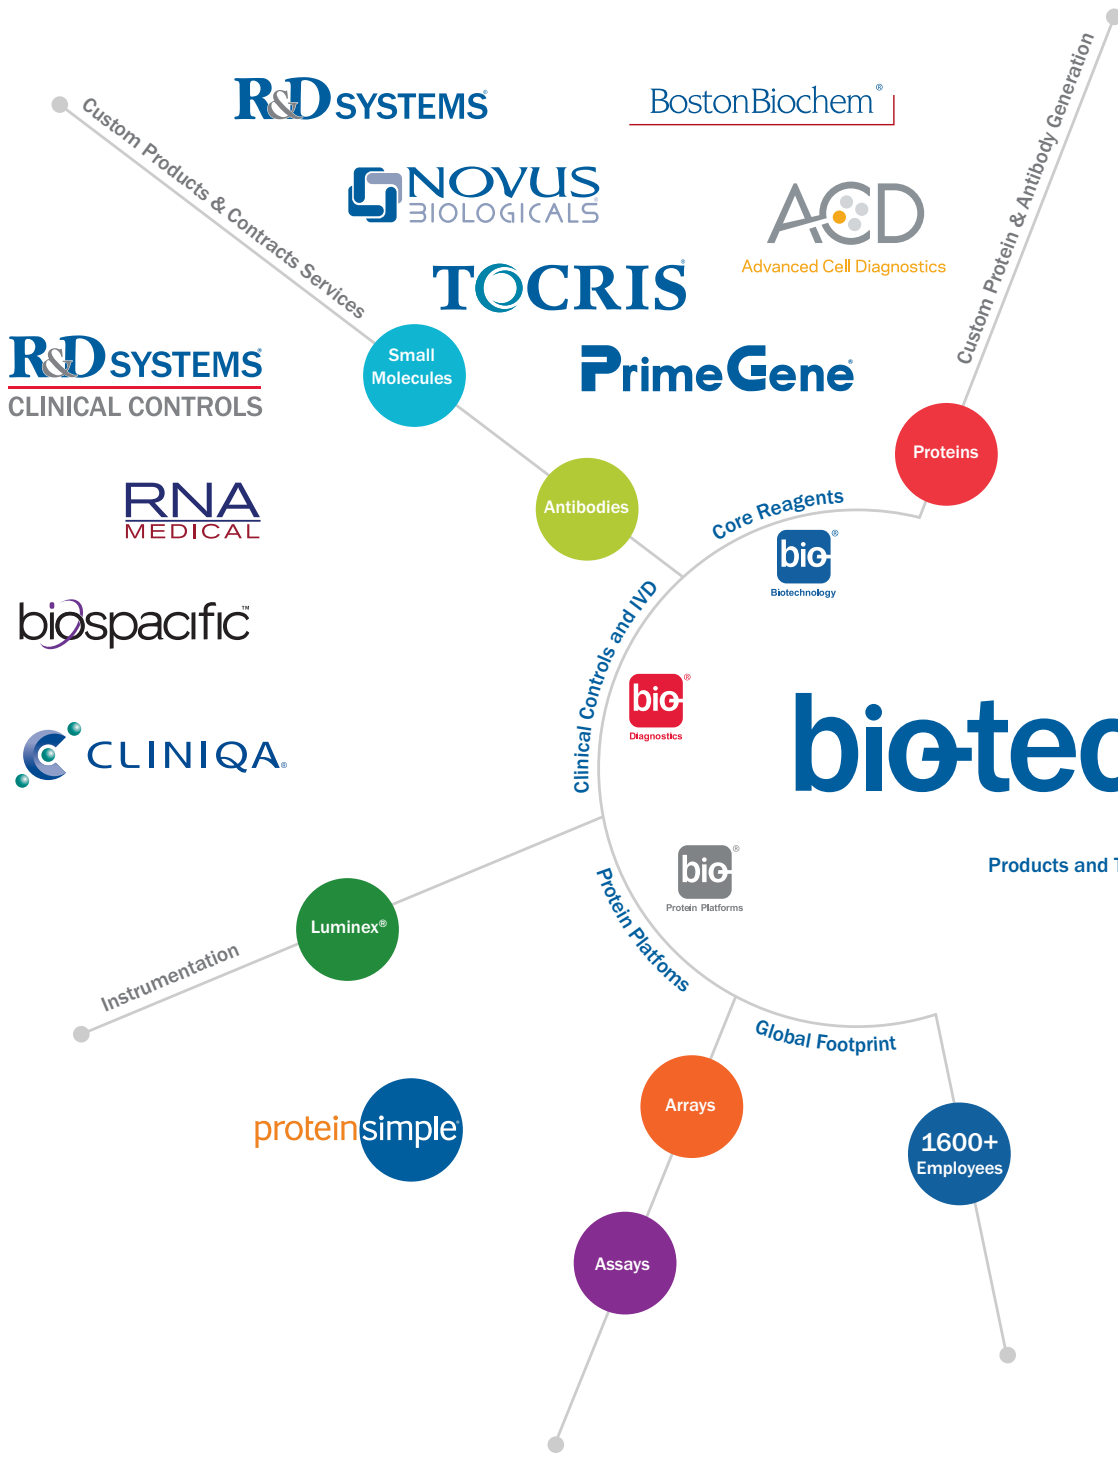 R&D SYSTEMS®
BostonBiochem®
Custom Products & Contracts Services
Custom Protein & Antibody Generation
NOVUS
BIOLOGICALS®
ACD
Advanced Cell Diagnostics
TOCRIS®
R&D SYSTEMS®
CLINICAL CONTROLS
Small
Molecules
PrimeGene®
Proteins
RNA
MEDICAL
Antibodies
Core Reagents
bio®
Biotechnology
biospacific™
Clinical Controls and IVD
bio®
Diagnostics
CLINIQA®
bio-tec
bio®
Protein Platforms
Products and T
Protein Platfoms
Luminex®
Instrumentation
Global Footprint
proteinsimple®
Arrays
1600+
Employees
Assays